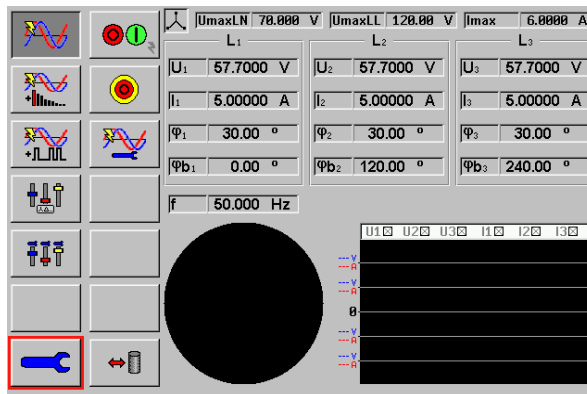 UmaxLN 70.000 V UmaxLL 120.00 V Imax 6.0000 A
L1 L2 L3
U1 57.7000 V U2 57.7000 V U3 57.7000 V
I1 5.00000 A I2 5.00000 A I3 5.00000 A
φ1 30.00 º φ2 30.00 º φ3 30.00 º
φb1 0.00 º φb2 120.00 º φb3 240.00 º
f 50.000 Hz
U1 U2 U3 I1 I2 I3
--- V
--- A
--- V
--- A
0
--- V
--- A
--- V
--- A